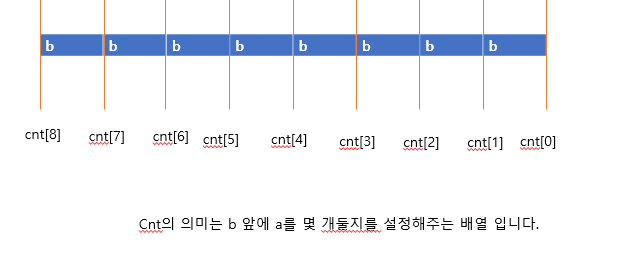 b b b b b b b b
cnt[8] cnt[7] cnt[6] cnt[5] cnt[4] cnt[3] cnt[2] cnt[1] cnt[0]
Cnt의 의미는 b 앞에 a를 몇 개둘지를 설정해주는 배열 입니다.